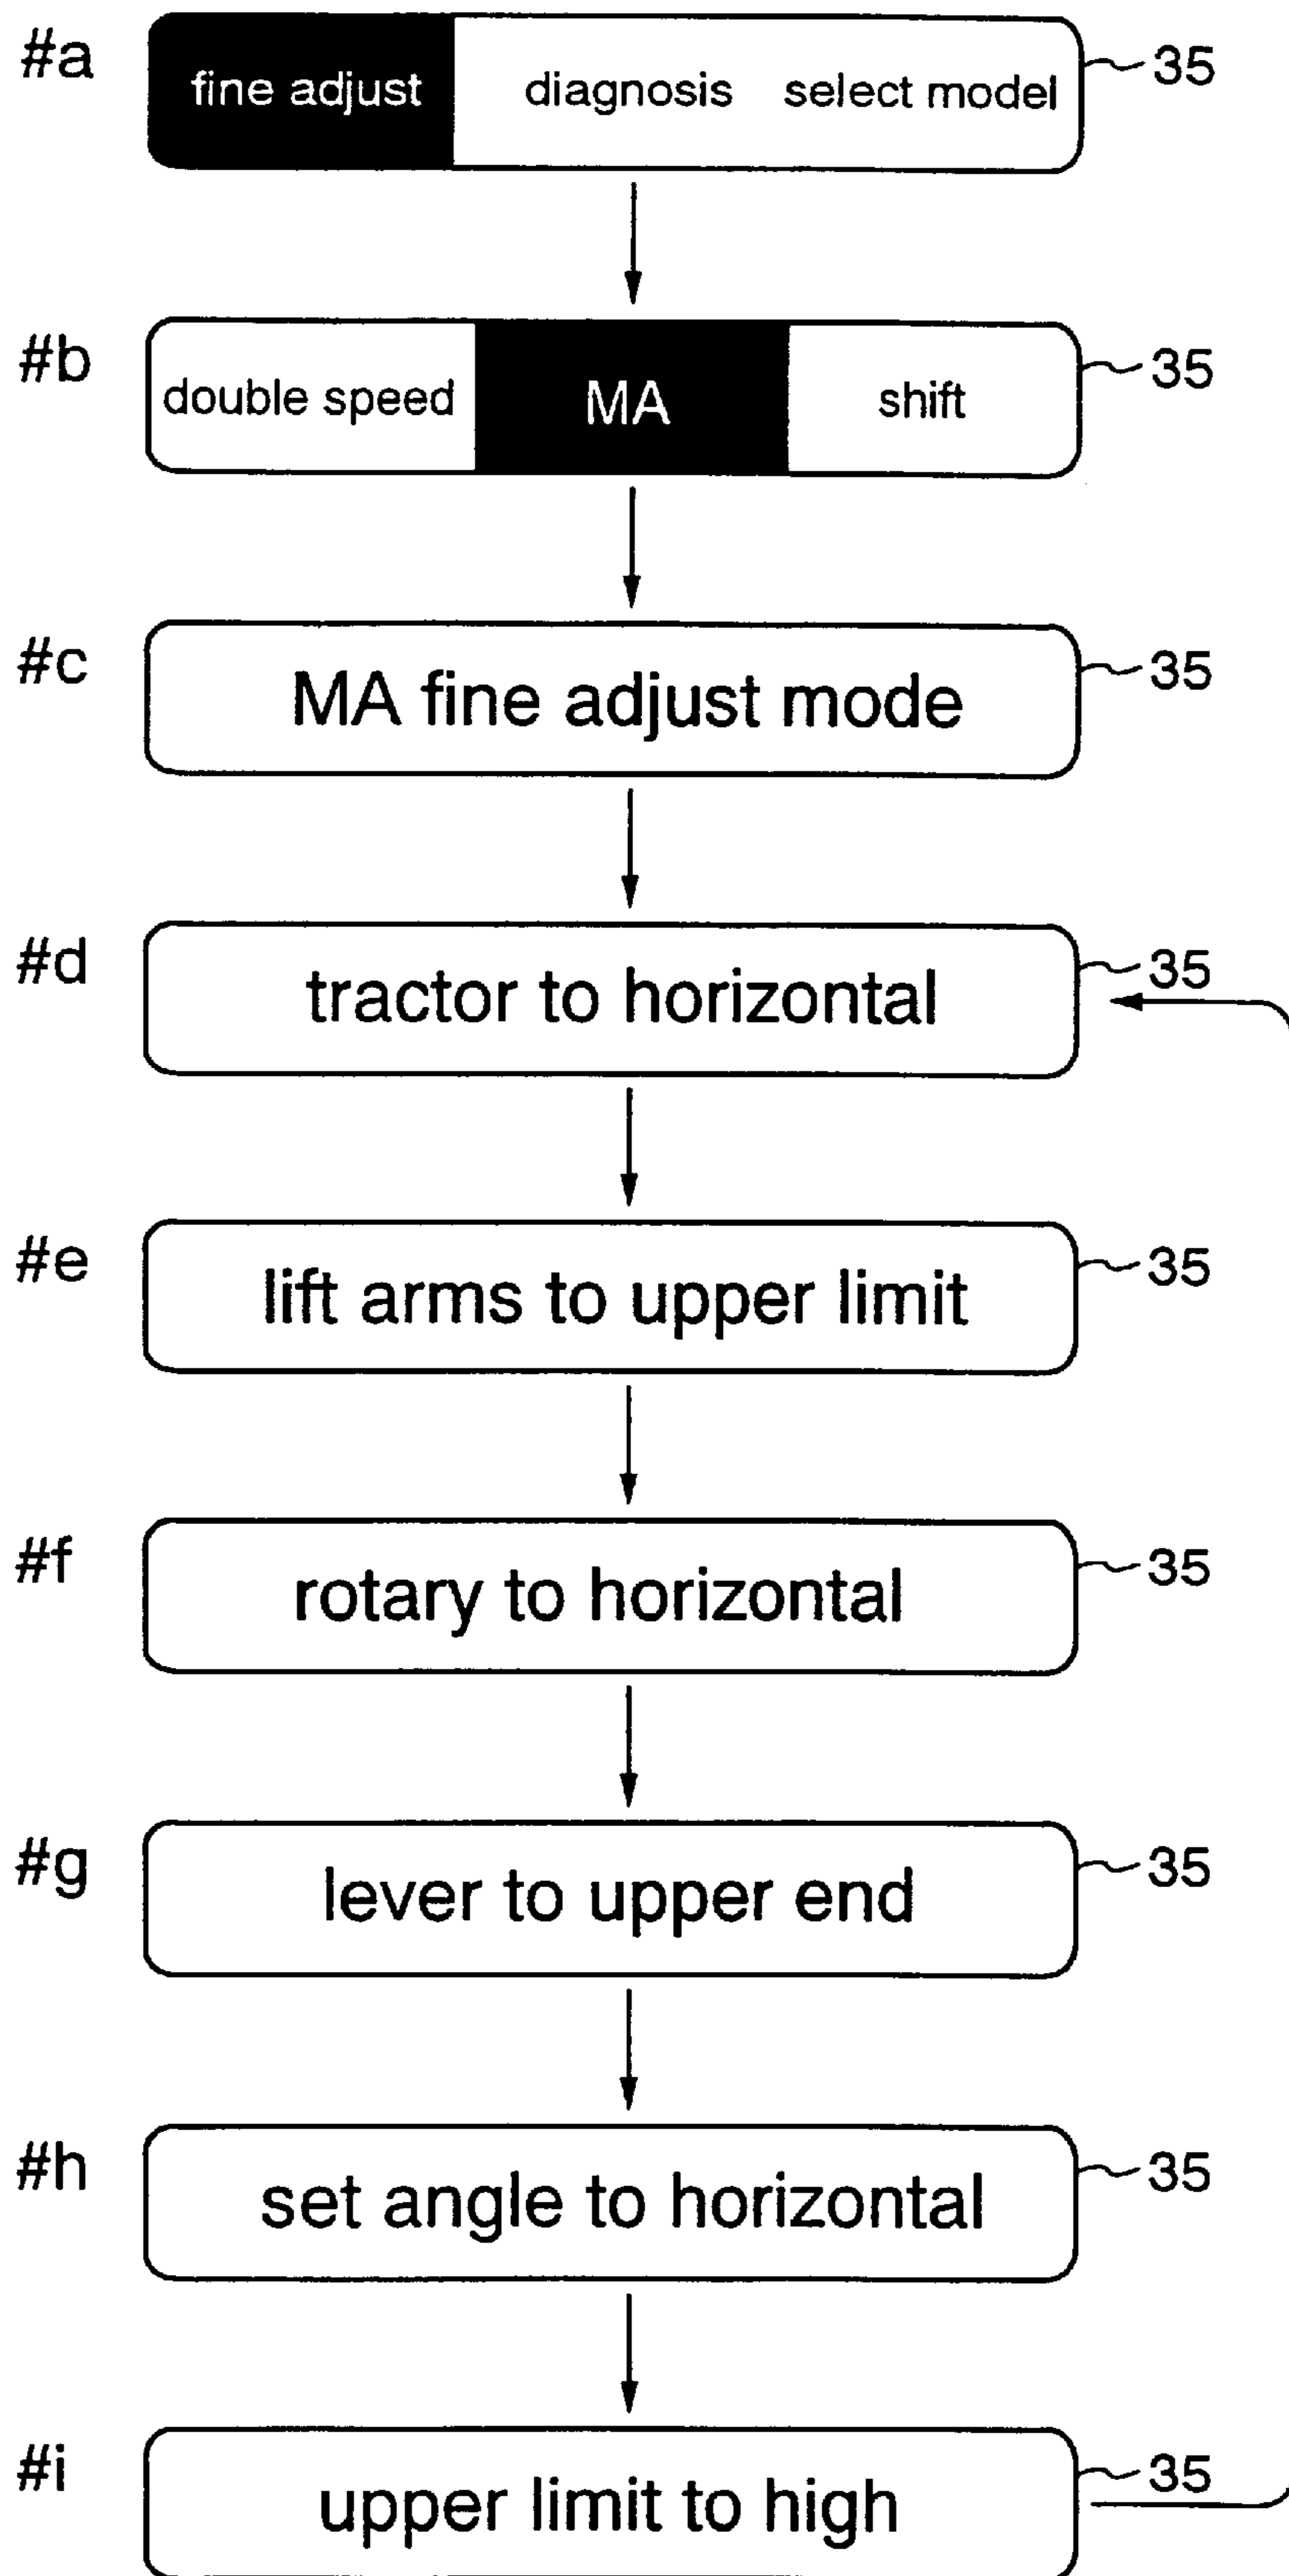 #a fine adjust diagnosis select model 35
#b double speed MA shift 35
#c MA fine adjust mode 35
#d tractor to horizontal 35
#e lift arms to upper limit 35
#f rotary to horizontal 35
#g lever to upper end 35
#h set angle to horizontal 35
#i upper limit to high 35